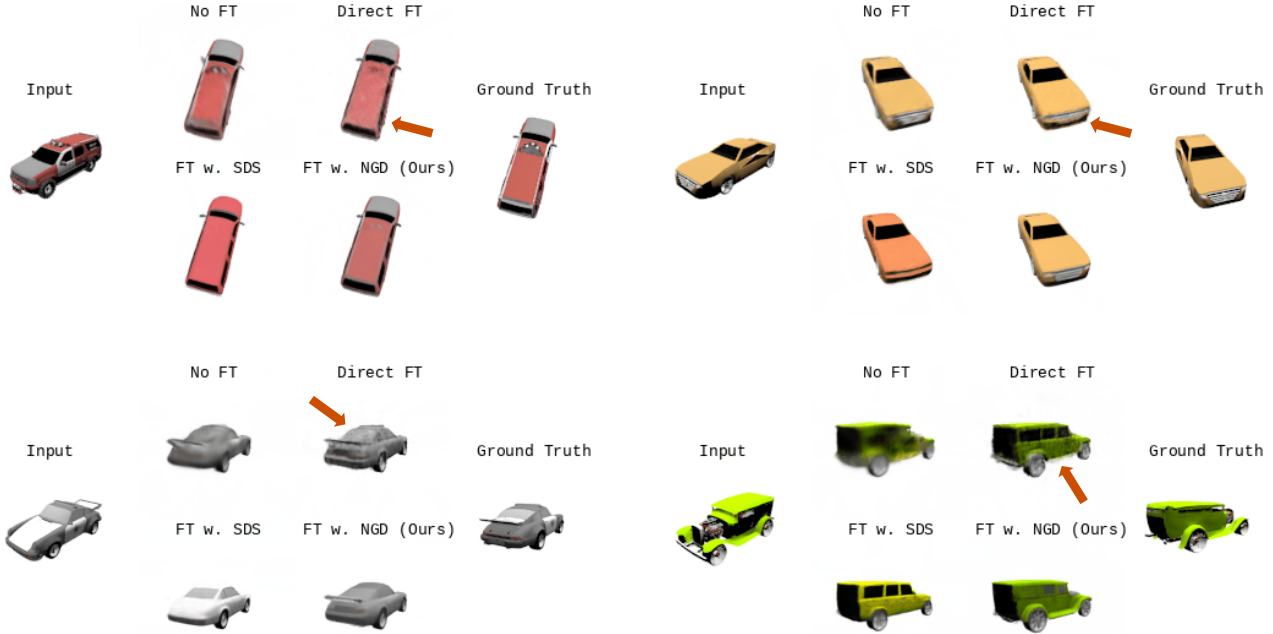 No FT Direct FT
Input
Ground Truth
FT w. SDS FT w. NGD (Ours)
No FT Direct FT
Input
Ground Truth
FT w. SDS FT w. NGD (Ours)
No FT Direct FT
Input
Ground Truth
FT w. SDS FT w. NGD (Ours)
No FT Direct FT
Input
Ground Truth
FT w. SDS FT w. NGD (Ours)